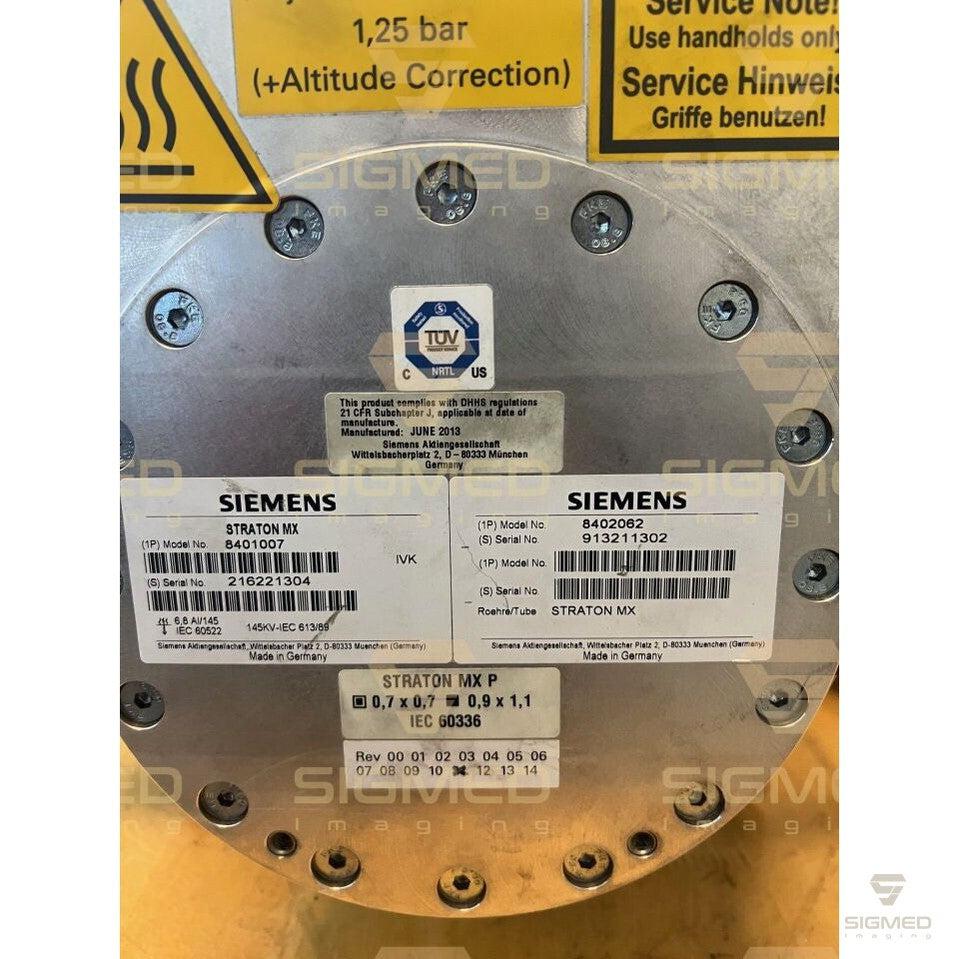 1,25 bar
(+Altitude Correction)
Service Note!
Use handholds only
Service Hinweis
Griffe benutzen!
SIGMED
Imaging
TÜV
NRTL
C US
This product complies with DHHS regulations
21 CFR Subchapter J, applicable at date of
manufacture.
Manufactured: JUNE 2013
Siemens Aktiengesellschaft
Wittelsbacherplatz 2, D - 80333 München
Germany
SIEMENS
STRATON MX
(1P) Model No. 8401007
IVK
(S) Serial No. 216221304
6,8 Al/145
IEC 60522 145KV-IEC 613/89
Siemens Aktiengesellschaft, Wittelsbacher Platz 2, D-80333 Muenchen (Germany)
Made in Germany
SIEMENS
(1P) Model No. 8402062
(S) Serial No. 913211302
(1P) Model No.
(S) Serial No.
Roehre/Tube STRATON MX
Siemens Aktiengesellschaft, Wittelsbacher Platz 2, D-80333 Muenchen (Germany)
Made in Germany
STRATON MX P
0,7 x 0,7 0,9 x 1,1
IEC 60336
Rev 00 01 02 03 04 05 06
07 08 09 10 12 13 14
SIGMED
Imaging